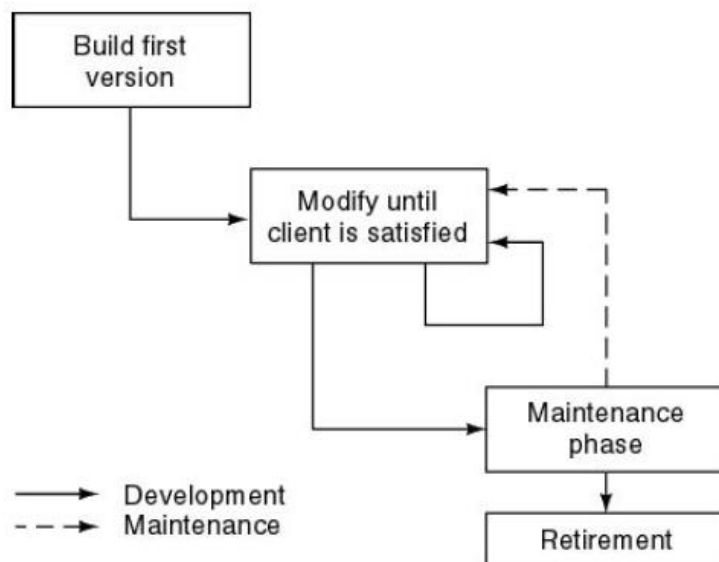 Build first
version
Modify until
client is satisfied
Maintenance
phase
Development
Maintenance
Retirement